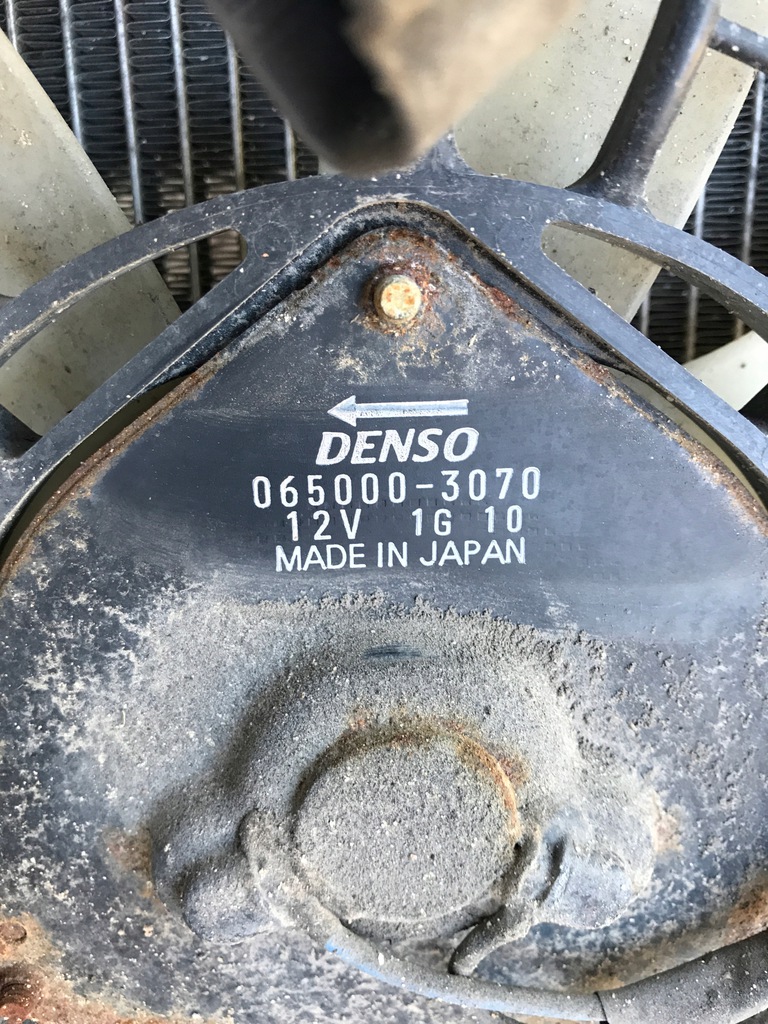 DENSO
065000-3070
12V 1G 10
MADE IN JAPAN